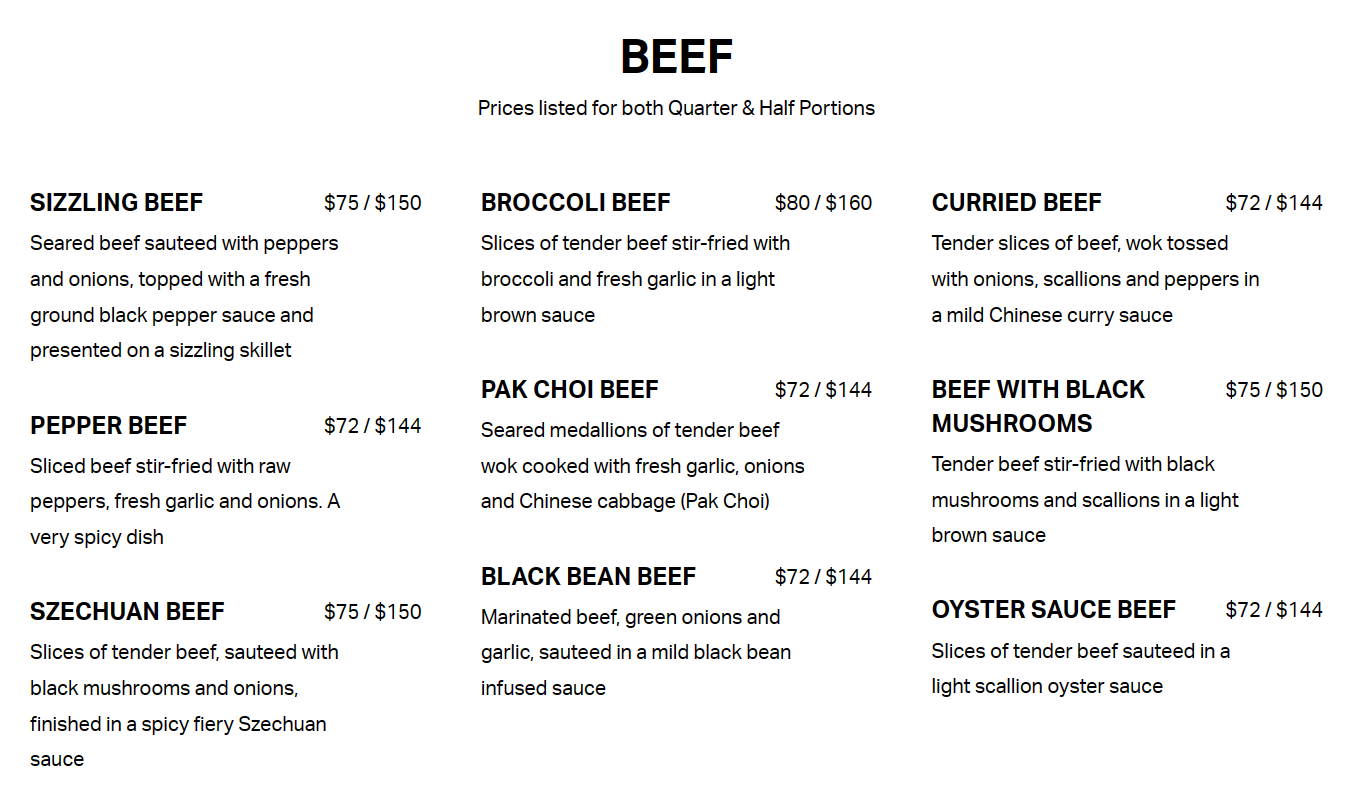 BEEF
Prices listed for both Quarter & Half Portions
SIZZLING BEEF $75 / $150
Seared beef sauteed with peppers
and onions, topped with a fresh
ground black pepper sauce and
presented on a sizzling skillet
PEPPER BEEF $72 / $144
Sliced beef stir-fried with raw
peppers, fresh garlic and onions. A
very spicy dish
SZECHUAN BEEF $75 / $150
Slices of tender beef, sauteed with
black mushrooms and onions,
finished in a spicy fiery Szechuan
sauce
BROCCOLI BEEF $80 / $160
Slices of tender beef stir-fried with
broccoli and fresh garlic in a light
brown sauce
PAK CHOI BEEF $72 / $144
Seared medallions of tender beef
wok cooked with fresh garlic, onions
and Chinese cabbage (Pak Choi)
BLACK BEAN BEEF $72 / $144
Marinated beef, green onions and
garlic, sauteed in a mild black bean
infused sauce
CURRIED BEEF $72 / $144
Tender slices of beef, wok tossed
with onions, scallions and peppers in
a mild Chinese curry sauce
BEEF WITH BLACK $75 / $150
MUSHROOMS
Tender beef stir-fried with black
mushrooms and scallions in a light
brown sauce
OYSTER SAUCE BEEF $72 / $144
Slices of tender beef sauteed in a
light scallion oyster sauce